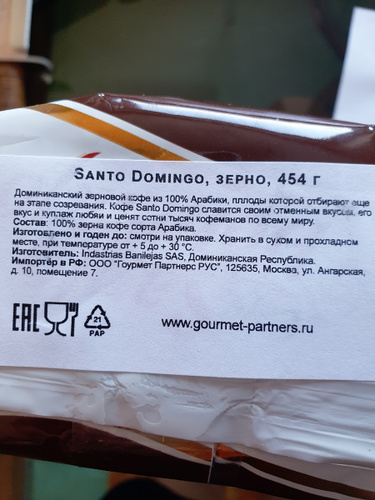 SANTO DOMINGO, ЗЕРНО, 454 Г
Доминиканский зерновой кофе из 100% Арабики, пллоды которой отбирают еще
на этапе созревания. Кофе Santo Domingo славится своим отменным вкусом, его
вкус и куплаж любяи и ценят сотни тысяч кофеманов по всему миру.
Состав: 100% зерна кофе сорта Арабика.
Изготовлено и годен до: смотри на упаковке. Хранить в сухом и прохладном
месте, при температуре от + 5 до + 30 °C.
Изготовитель: Indastrias Banilejas SAS, Доминиканская Республика.
Импортёр в РФ: ООО "Гоурмет Партнерс РУС", 125635, Москва, ул. Ангарская,
д. 10, помещение 7.
EAC
21
PAP
www.gourmet-partners.ru